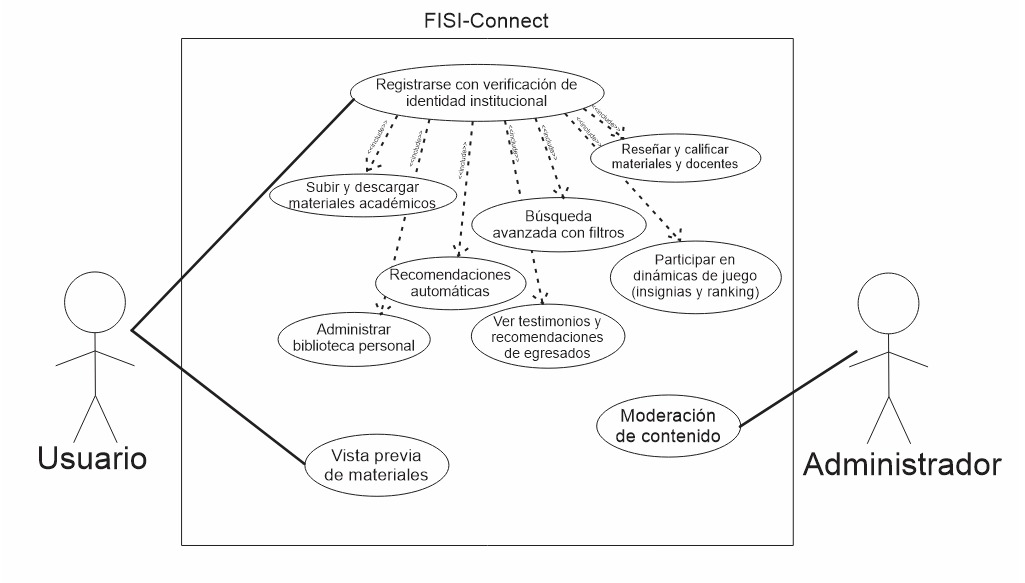 FISI-Connect
Registrarse con verificación de
identidad institucional
<<include>>
<<include>>
<<include>>
<<include>>
<<include>>
<<include>>
<<include>>
Reseñar y calificar
materiales y docentes
Subir y descargar
materiales académicos
Búsqueda
avanzada con filtros
Participar en
dinámicas de juego
(insignias y ranking)
Recomendaciones
automáticas
Administrar
biblioteca personal
Ver testimonios y
recomendaciones
de egresados
Moderación
de contenido
Usuario
Vista previa
de materiales
Administrador